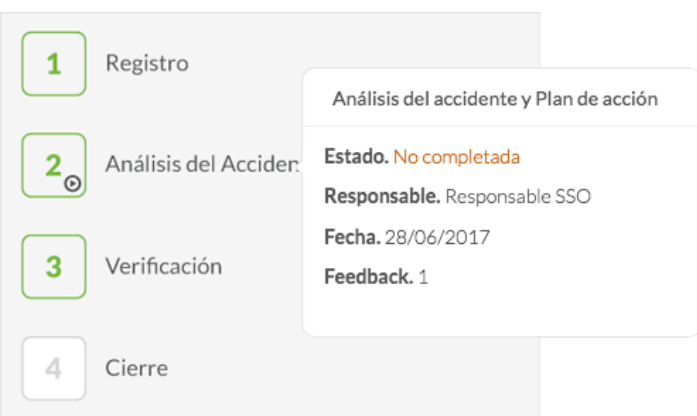 1 Registro
Análisis del accidente y Plan de acción
2 Análisis del Acciden
Estado. No completada
Responsable. Responsable SSO
Fecha. 28/06/2017
Feedback. 1
3 Verificación
4 Cierre